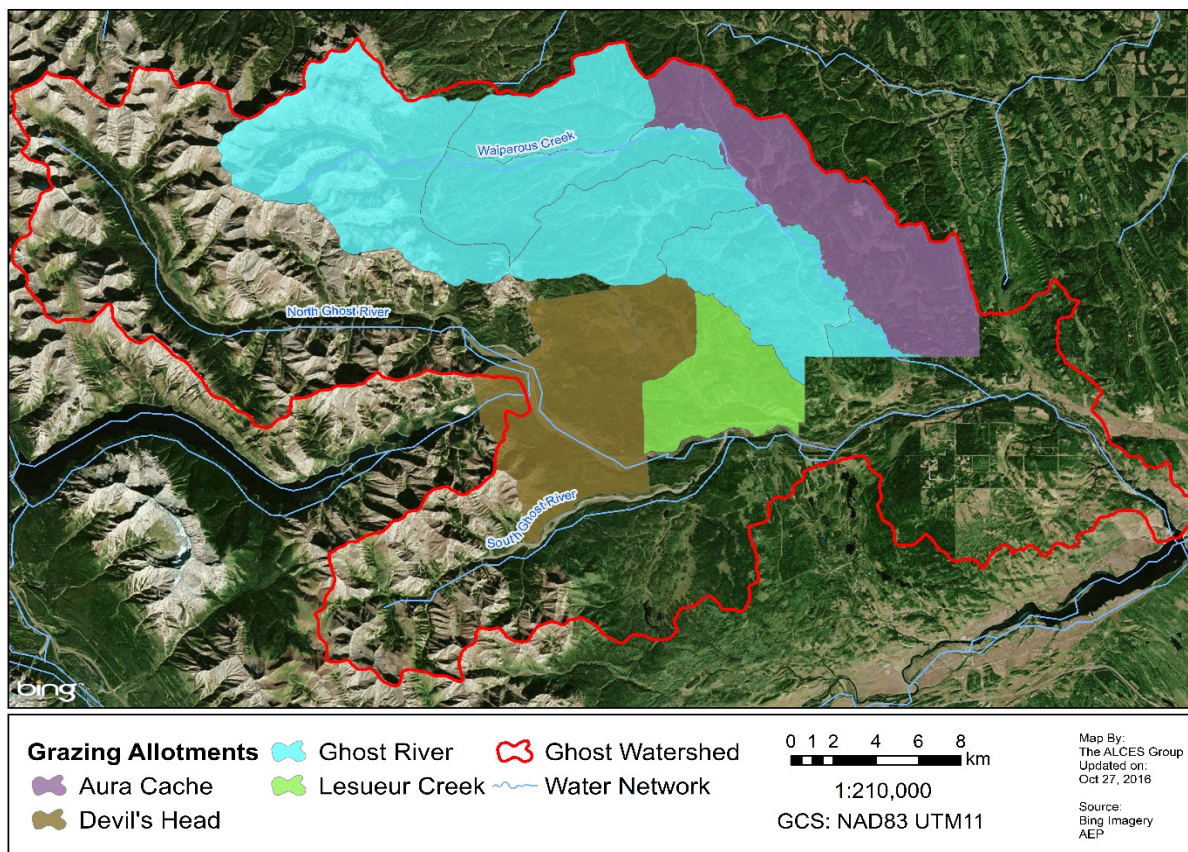 Waiparous Creek
North Ghost River
South Ghost River
bing
Grazing Allotments
Aura Cache
Devil's Head
Ghost River
Lesueur Creek
Ghost Watershed
Water Network
0 1 2 4 6 8
km
1:210,000
GCS: NAD83 UTM11
Map By:
The ALCES Group
Updated on:
Oct 27, 2016
Source:
Bing Imagery
AEP